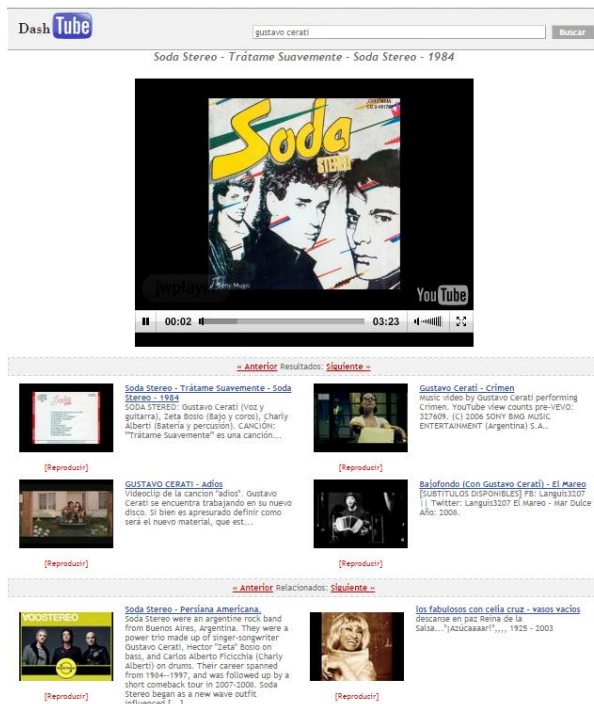 Dash Tube
gustavo cerati
Buscar
Soda Stereo - Trátame Suavemente - Soda Stereo - 1984
COLUMBIA
Soda
STEREO
jwplayer
Sony Music
You Tube
00:02
03:23
« Anterior Resultados: Siguiente »
Soda Stereo - Trátame Suavemente - Soda
Stereo - 1984
SODA STEREO: Gustavo Cerati (Voz y
guitarra), Zeta Bosio (Bajo y coros), Charly
Alberti (Batería y percusión). CANCIÓN:
"Trátame Suavemente" es una canción...
[Reproducir]
Gustavo Cerati - Crimen
Music video by Gustavo Cerati performing
Crimen. YouTube view counts pre-VEVO:
327609. (C) 2006 SONY BMG MUSIC
ENTERTAINMENT (Argentina) S.A..
[Reproducir]
GUSTAVO CERATI - Adios
Videoclip de la cancion "adios". Gustavo
Cerati se encuentra trabajando en su nuevo
disco. Si bien es apresurado definir como
será el nuevo material, que est...
[Reproducir]
Bajofondo (Con Gustavo Cerati) - El Mareo
[SUBTITULOS DISPONIBLES] FB: Languis3207
|| Twitter: Languis3207 El Mareo - Mar Dulce
Año: 2008.
[Reproducir]
« Anterior Relacionados: Siguiente »
Soda Stereo - Persiana Americana.
Soda Stereo were an argentine rock band
from Buenos Aires, Argentina. They were a
power trio made up of singer-songwriter
Gustavo Cerati, Hector "Zeta" Bosio on
bass, and Carlos Alberto Ficicchia (Charly
Alberti) on drums. Their career spanned
from 1984--1997, and was followed up by a
short comeback tour in 2007-2008. Soda
Stereo began as a new wave outfit
influenced [...]
[Reproducir]
los fabulosos con celia cruz - vasos vacios
descanse en paz Reina de la
Salsa..."¡Azúcaaaar!",,,, 1925 - 2003
[Reproducir]